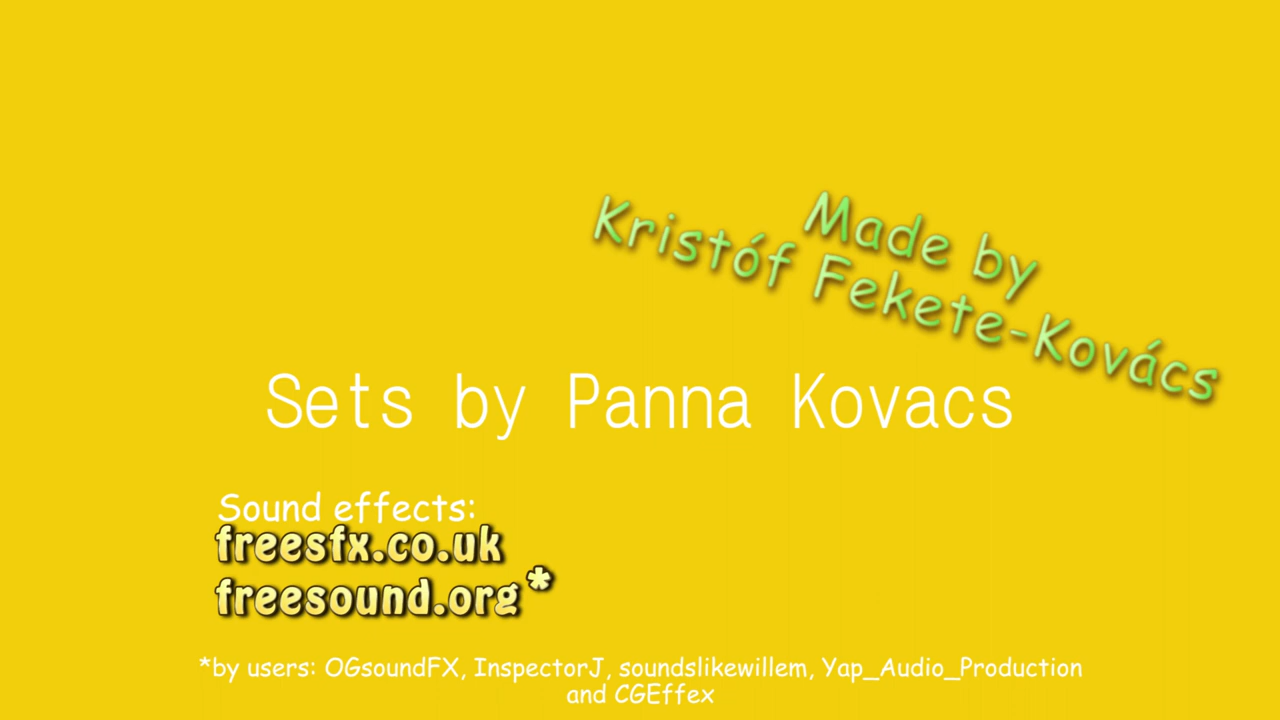 Made by
Kristóf Fekete-Kovács
Sets by Panna Kovacs
Sound effects:
freesfx.co.uk
freesound.org*
*by users: OGsoundFX, InspectorJ, soundslikewillem, Yap_Audio_Production
and CGEffex